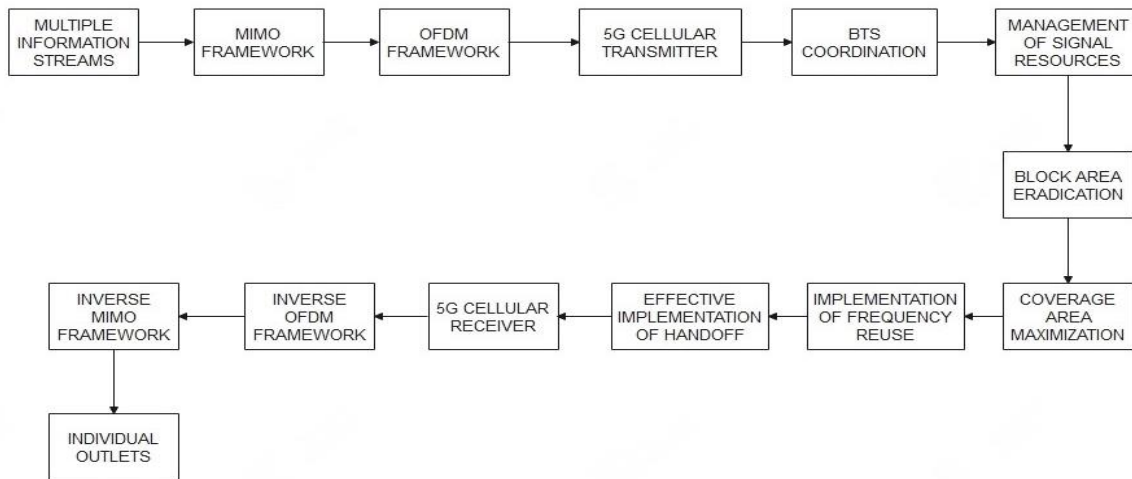 MULTIPLE
INFORMATION
STREAMS
MIMO
FRAMEWORK
OFDM
FRAMEWORK
5G CELLULAR
TRANSMITTER
BTS
COORDINATION
MANAGEMENT
OF SIGNAL
RESOURCES
BLOCK AREA
ERADICATION
COVERAGE
AREA
MAXIMIZATION
IMPLEMENTATION
OF FREQUENCY
REUSE
EFFECTIVE
IMPLEMENTATION
OF HANDOFF
5G CELLULAR
RECEIVER
INVERSE
OFDM
FRAMEWORK
INVERSE
MIMO
FRAMEWORK
INDIVIDUAL
OUTLETS